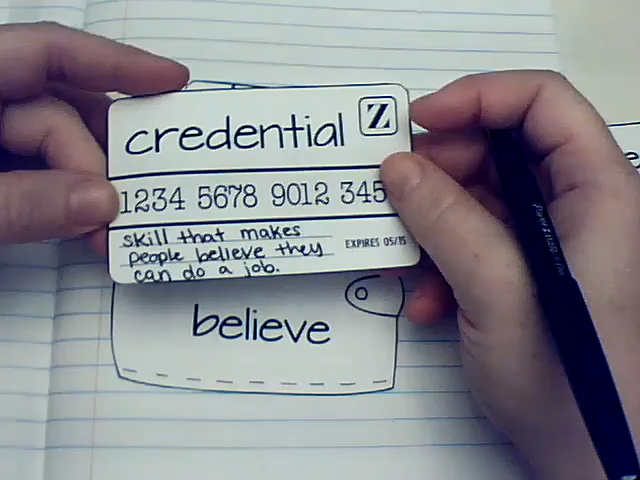 credential Z
1234 5678 9012 345
skill that makes
people believe they
can do a job.
EXPIRES 05/15
believe